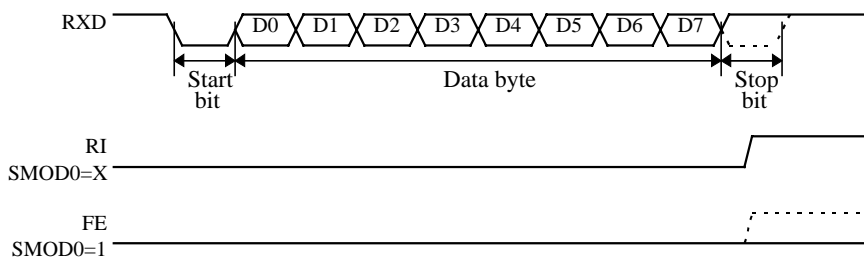 RXD
D0 D1 D2 D3 D4 D5 D6 D7
Start
bit
Data byte
Stop
bit
RI
SMOD0=X
FE
SMOD0=1